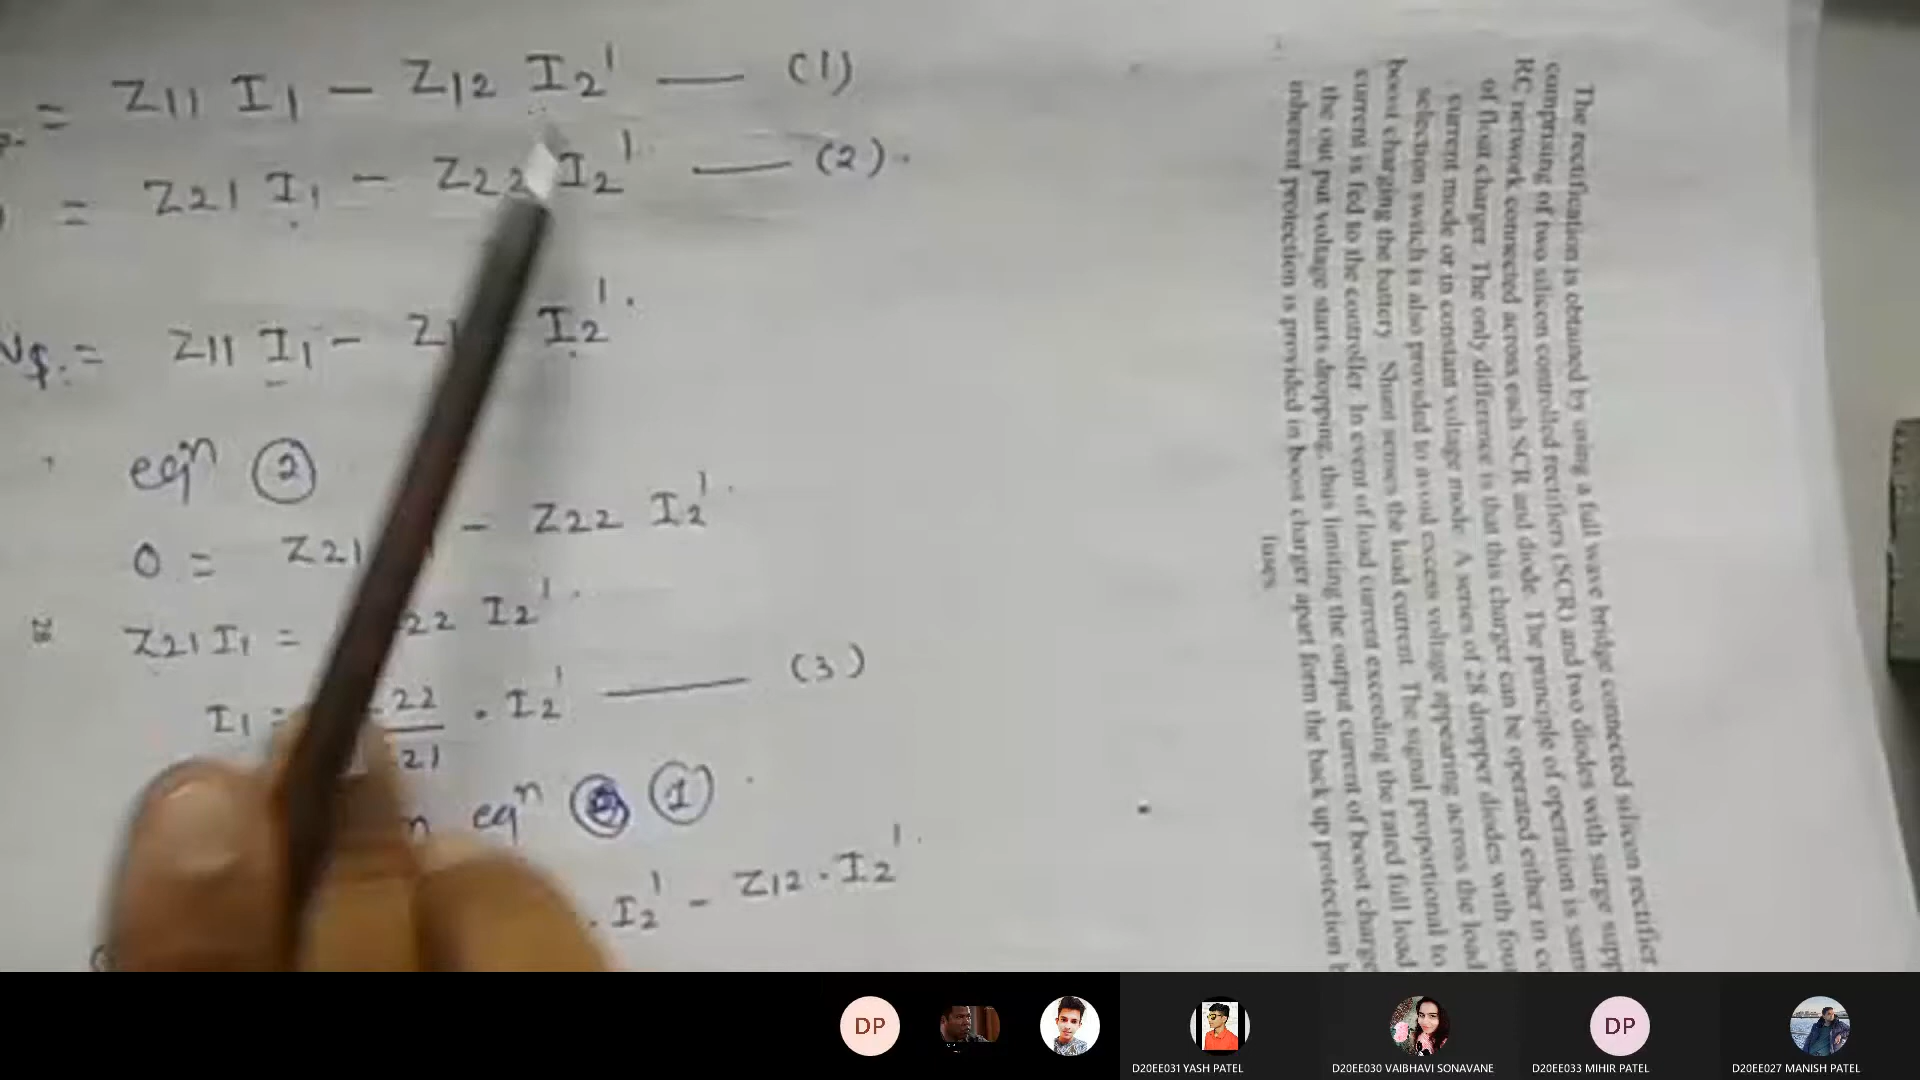 = Z11 I1 - Z12 I2' — (1)
= Z21 I1 - Z22 I2' — (2).
= Z11 I1 - I2'.
eqn 2
0 = Z21 - Z22 I2'.
Z21 I1 = 22 I2'.
I1 = 22 / 21 . I2' — (3)
eqn 1.
. I2' - Z12 . I2'.
28
The rectification is obtained by using a full wave bridge connected silicon rectifier
comprising of two silicon controlled rectifiers (SCR) and two diodes with surge
RC network connected across each SCR and diode. The principle of operation is
of float charger. The only difference is that this charger can be operated either in
current mode or in constant voltage mode. A series of 28 dropper diodes with
selection switch is also provided to avoid excess voltage appearing across the load
boost charging the battery. Shunt senses the load current. The signal proportional to
current is fed to the controller. In event of load current exceeding the rated full load
the out put voltage starts dropping, thus limiting the output current of boost
inherent protection is provided in boost charger apart form the back up protection
fuses
DP
D20EE031 YASH PATEL
D20EE030 VAIBHAVI SONAVANE
DP
D20EE033 MIHIR PATEL
D20EE027 MANISH PATEL